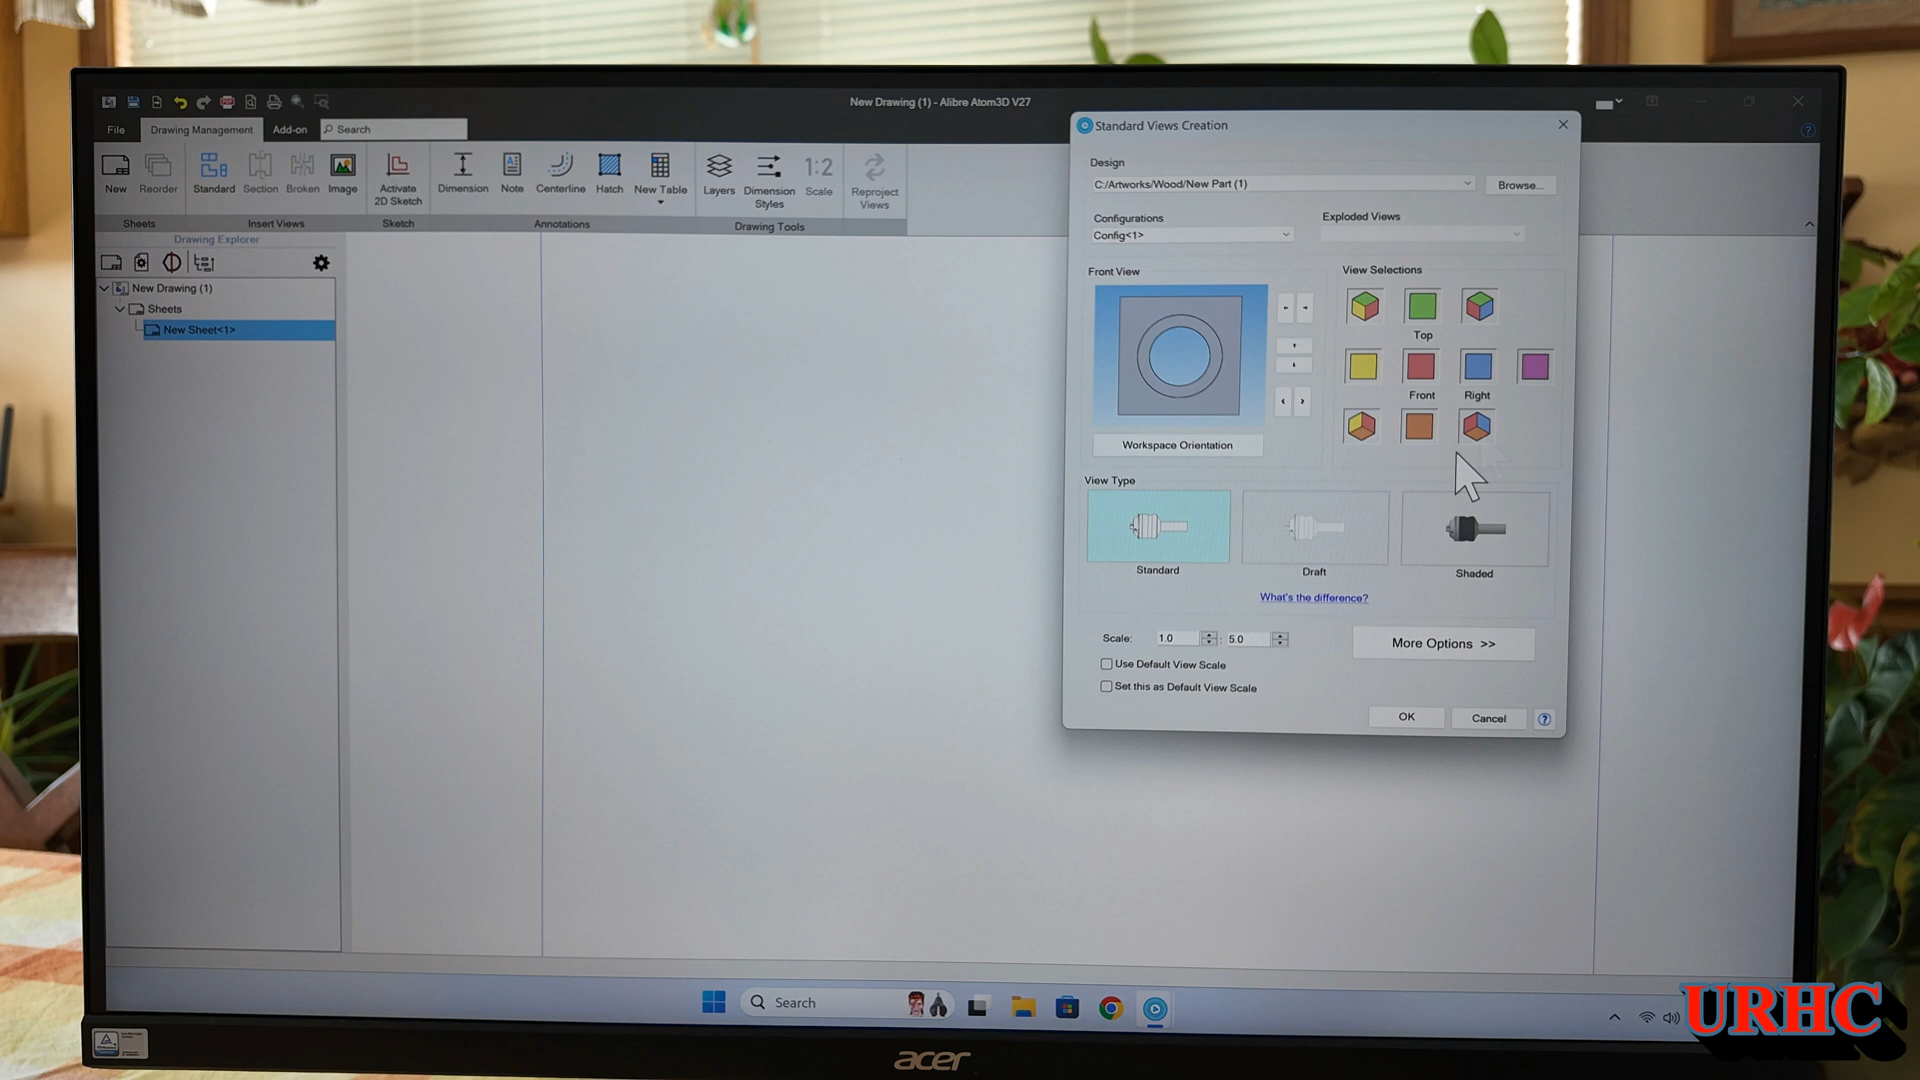 New Drawing (1) - Alibre Atom3D V27
File
Drawing Management
Add-on
Search
New
Reorder
Standard
Section
Broken
Image
Activate
2D Sketch
Dimension
Note
Centerline
Hatch
New Table
Layers
Dimension
Styles
1:2
Scale
Reproject
Views
Sheets
Insert Views
Sketch
Annotations
Drawing Tools
Drawing Explorer
New Drawing (1)
Sheets
New Sheet<1>
Standard Views Creation
Design
C:/Artworks/Wood/New Part (1)
Browse...
Configurations
Exploded Views
Config<1>
Front View
View Selections
Top
Front
Right
Workspace Orientation
View Type
Standard
Draft
Shaded
What's the difference?
Scale:
1.0
:
5.0
More Options >>
Use Default View Scale
Set this as Default View Scale
OK
Cancel
Search
acer
URHC